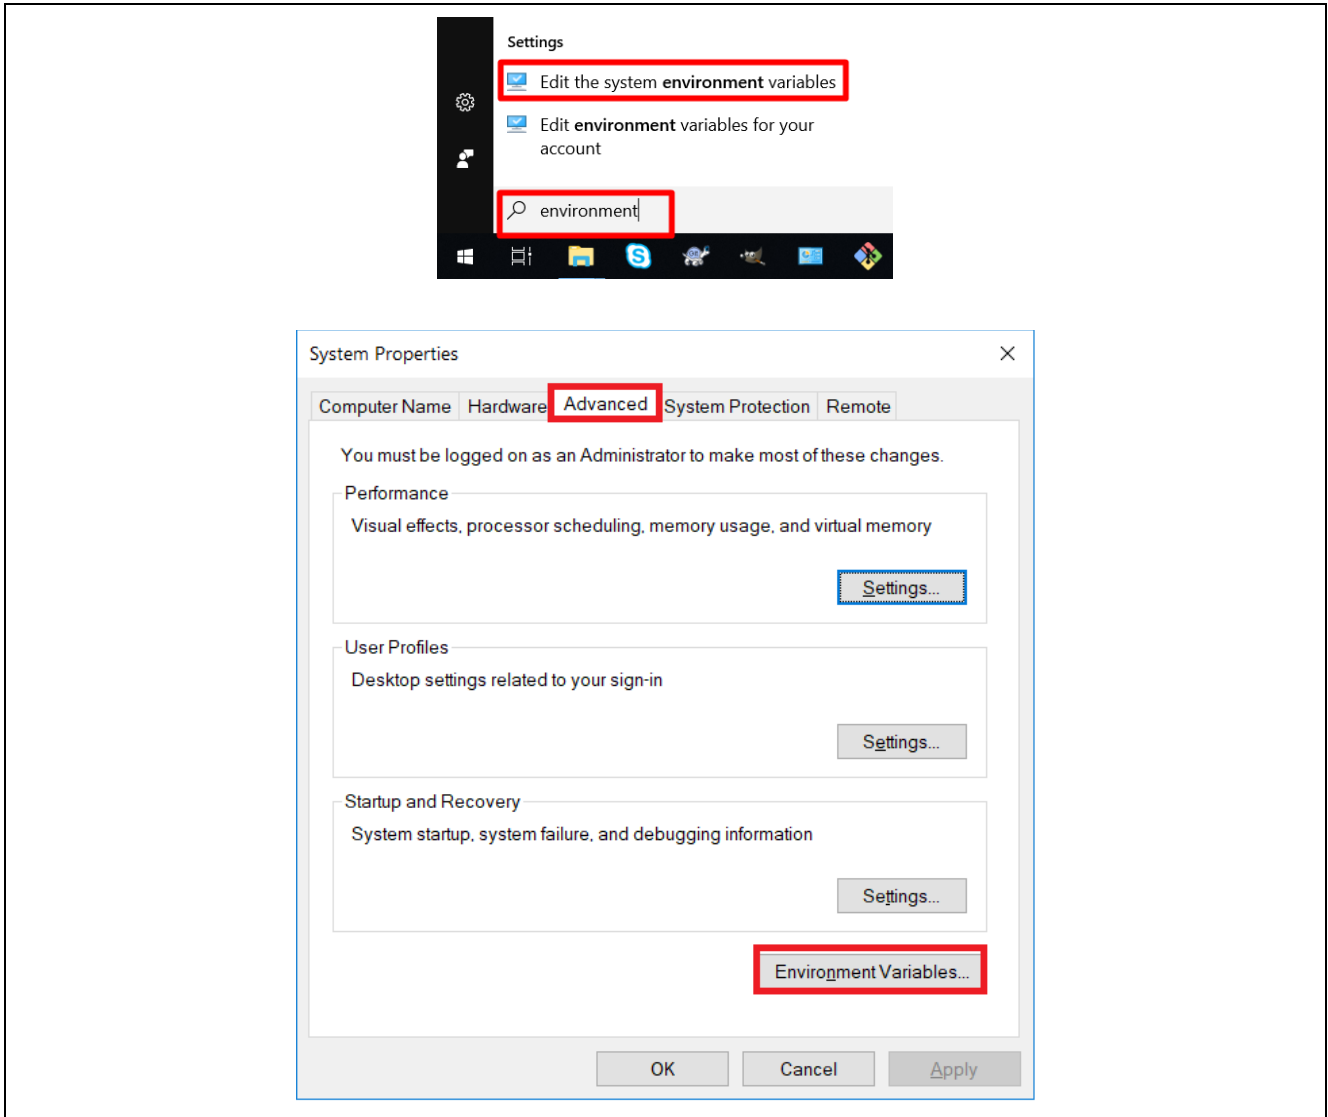 Settings
Edit the system environment variables
Edit environment variables for your
account
environment
System Properties
Computer Name Hardware Advanced System Protection Remote
You must be logged on as an Administrator to make most of these changes.
Performance
Visual effects, processor scheduling, memory usage, and virtual memory
Settings...
User Profiles
Desktop settings related to your sign-in
Settings...
Startup and Recovery
System startup, system failure, and debugging information
Settings...
Environment Variables...
OK Cancel Apply